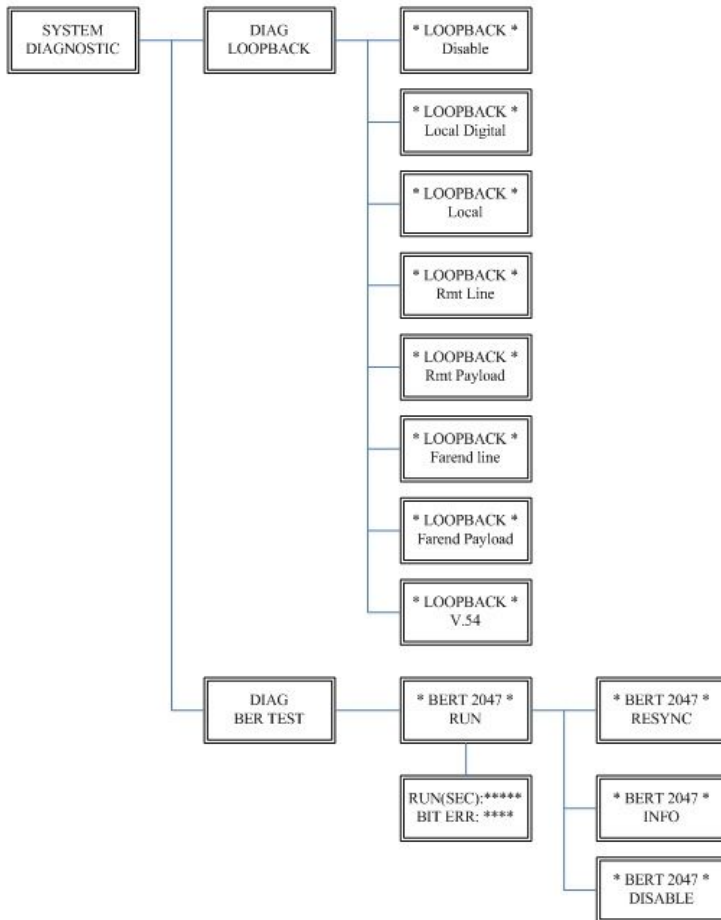 SYSTEM
DIAGNOSTIC
DIAG
LOOPBACK
* LOOPBACK *
Disable
* LOOPBACK *
Local Digital
* LOOPBACK *
Local
* LOOPBACK *
Rmt Line
* LOOPBACK *
Rmt Payload
* LOOPBACK *
Farend line
* LOOPBACK *
Farend Payload
* LOOPBACK *
V.54
DIAG
BER TEST
* BERT 2047 *
RUN
* BERT 2047 *
RESYNC
RUN(SEC):*****
BIT ERR: ****
* BERT 2047 *
INFO
* BERT 2047 *
DISABLE